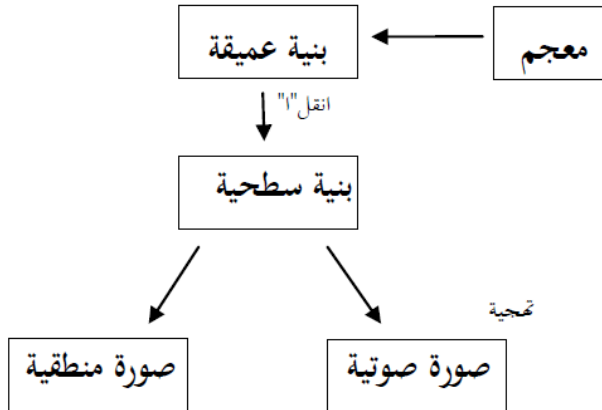 معجم
بنية عميقة
انقل"ا"
بنية سطحية
تهجية
صورة صوتية
صورة منطقية